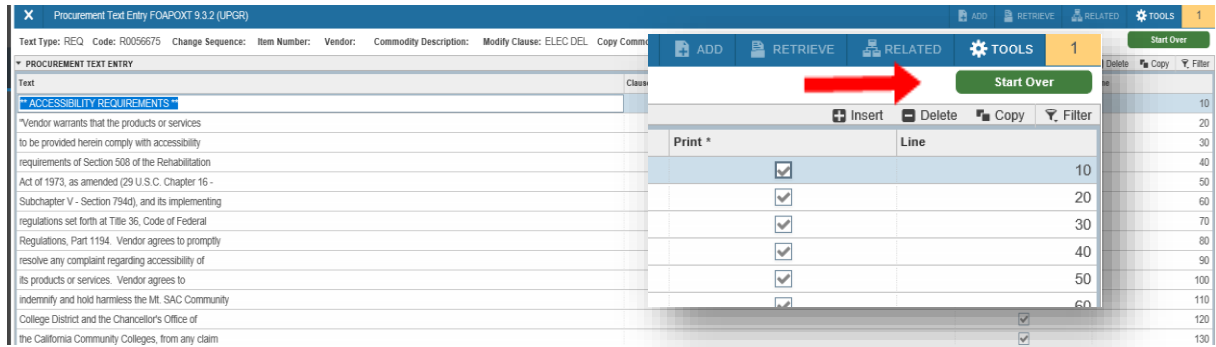 X Procurement Text Entry FOAPOXT 9.3.2 (UPGR) ADD RETRIEVE RELATED TOOLS 1
Text Type: REQ Code: R0056675 Change Sequence: Item Number: Vendor: Commodity Description: Modify Clause: ELEC DEL Copy Commo
Start Over
PROCUREMENT TEXT ENTRY Delete Copy Filter
Text Claus
** ACCESSIBILITY REQUIREMENTS ** 10
"Vendor warrants that the products or services 20
to be provided herein comply with accessibility 30
requirements of Section 508 of the Rehabilitation 40
Act of 1973, as amended (29 U.S.C. Chapter 16 - 50
Subchapter V - Section 794d), and its implementing 60
regulations set forth at Title 36, Code of Federal 70
Regulations, Part 1194. Vendor agrees to promptly 80
resolve any complaint regarding accessibility of 90
its products or services. Vendor agrees to 100
indemnify and hold harmless the Mt. SAC Community 110
College District and the Chancellor's Office of 120
the California Community Colleges, from any claim 130
ADD RETRIEVE RELATED TOOLS 1
Start Over
Insert Delete Copy Filter
Print * Line
10
20
30
40
50
60